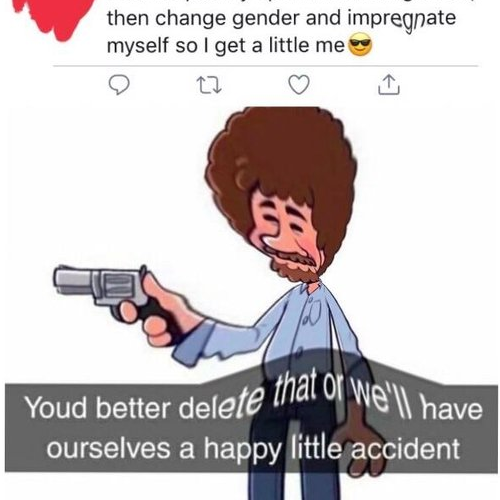 then change gender and impregnate
myself so I get a little me😎
Youd better delete that or we'll have
ourselves a happy little accident